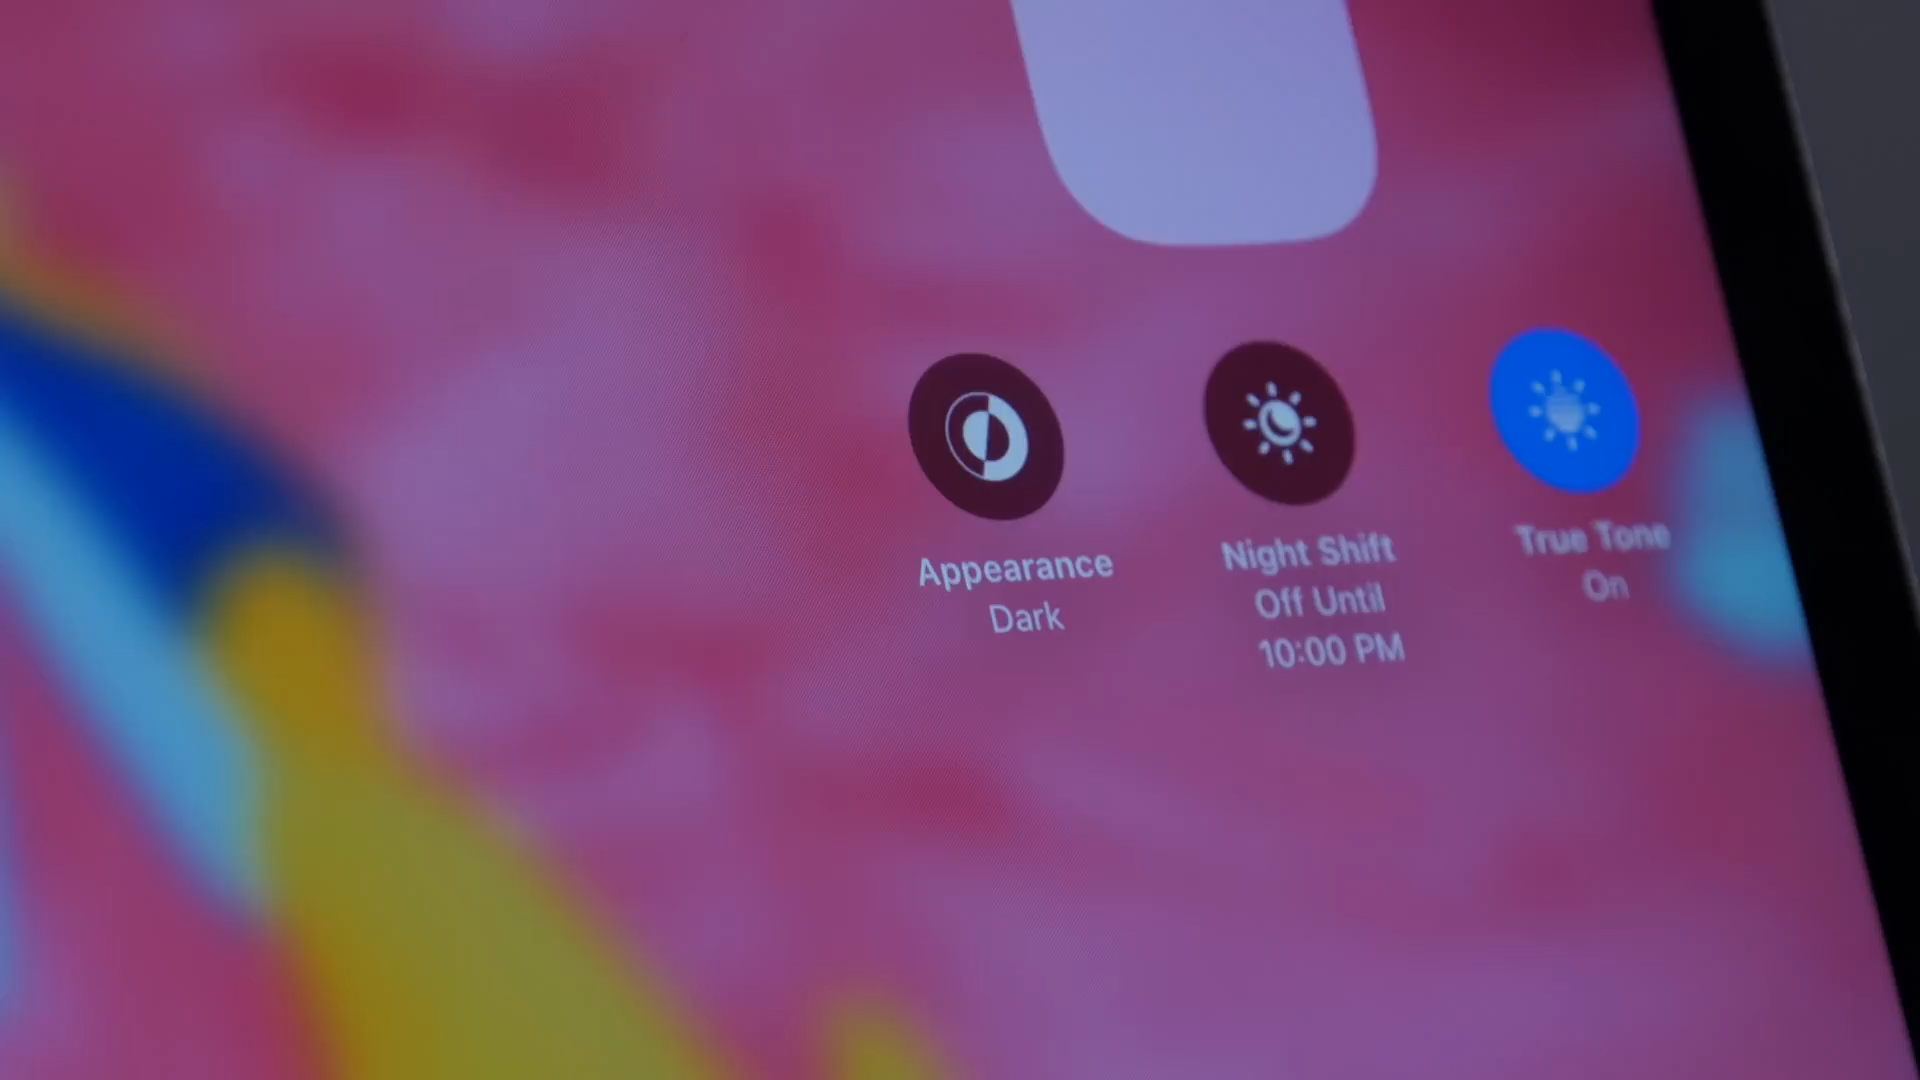 Appearance
Dark
Night Shift
Off Until
10:00 PM
True Tone
On